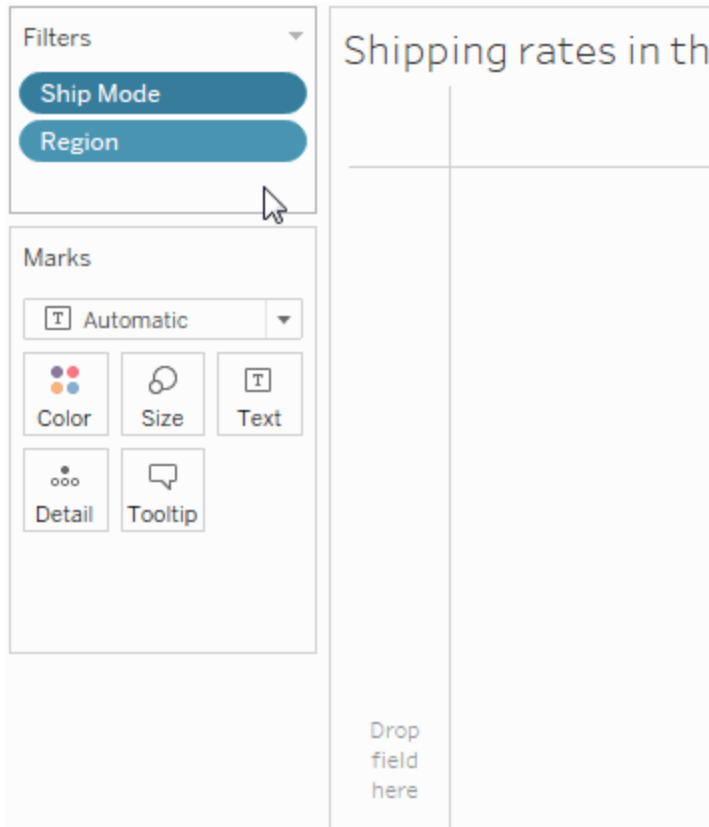 Filters
Ship Mode
Region
Shipping rates in th
Marks
T Automatic
Color
Size
T
Text
Detail
Tooltip
Drop
field
here